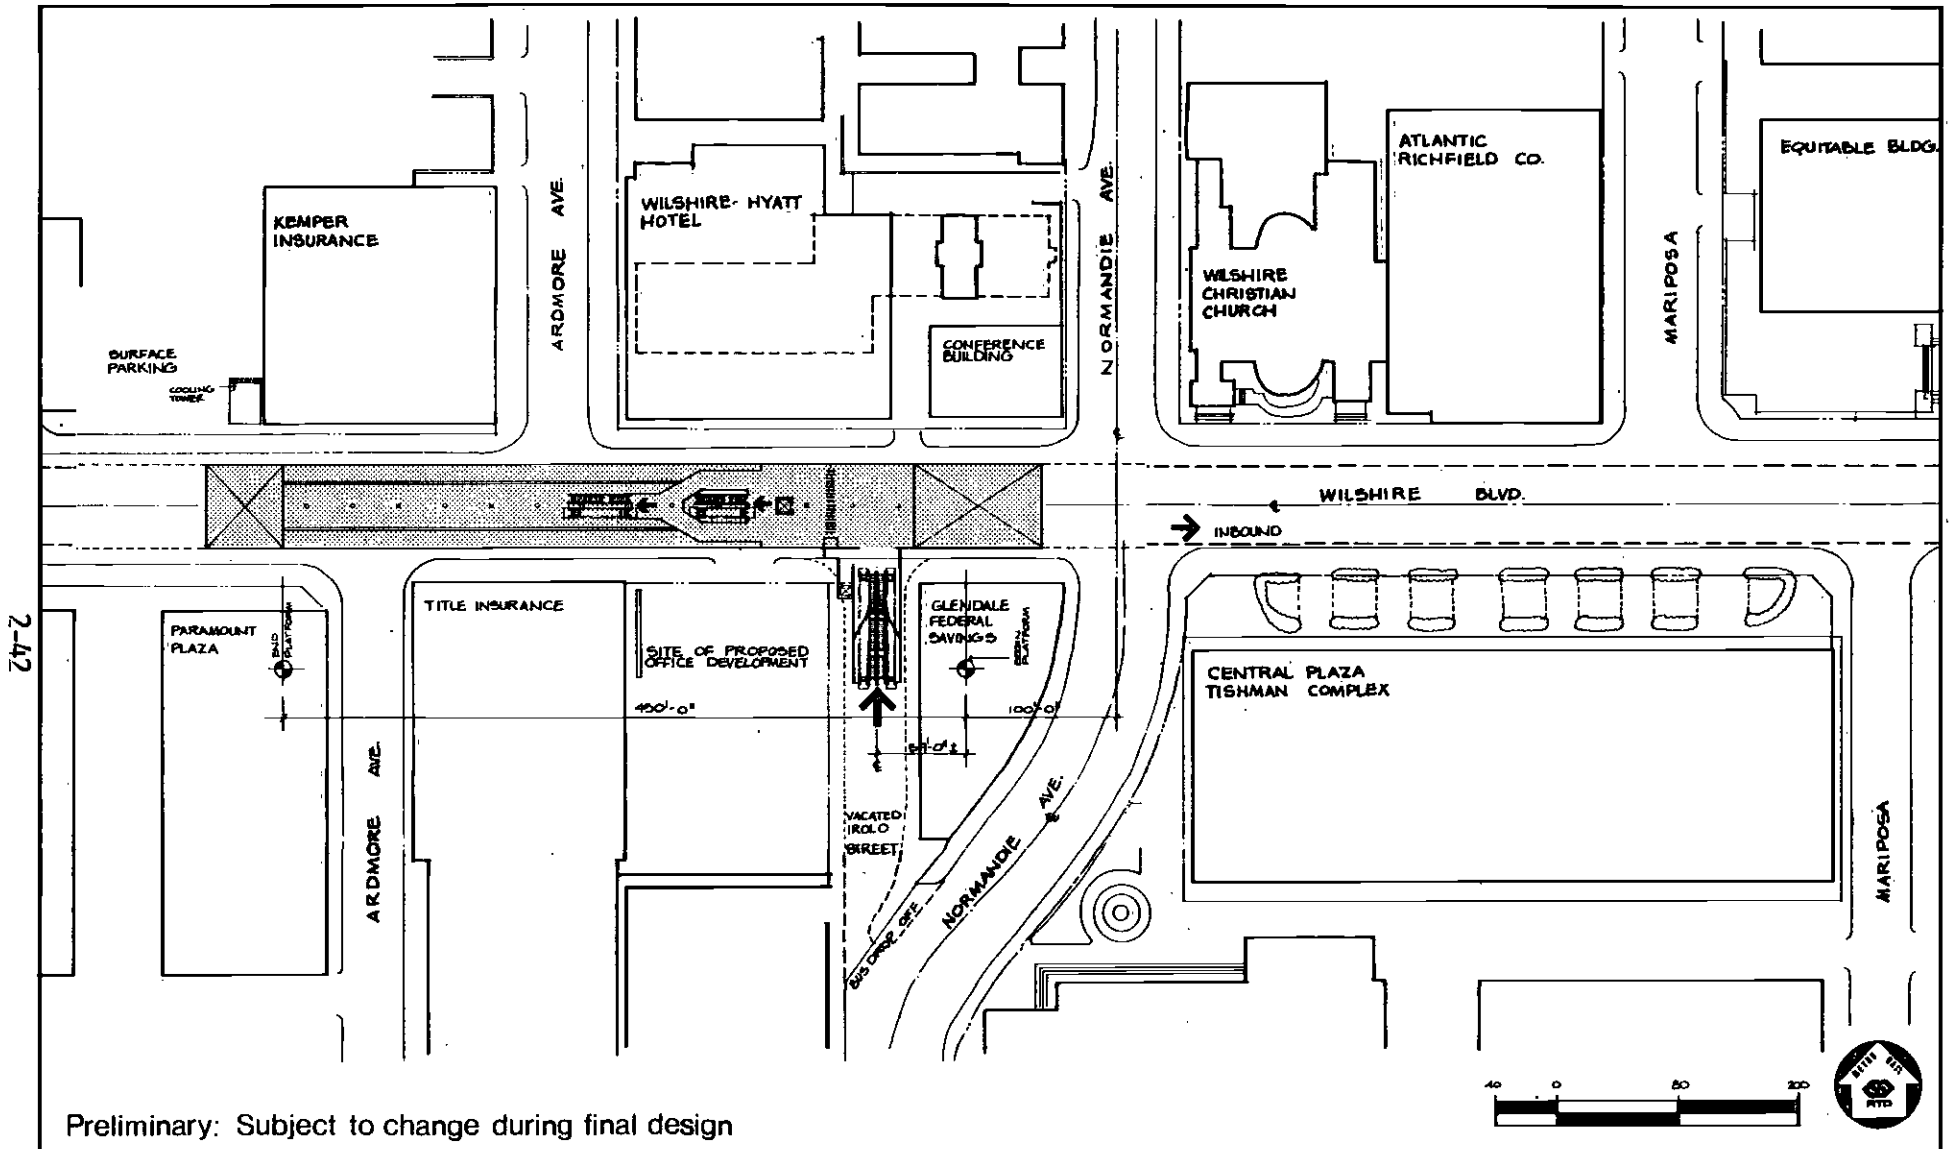 KEMPER
INSURANCE
SURFACE
PARKING
COOLING
TOWER
ARDMORE AVE.
WILSHIRE-HYATT
HOTEL
CONFERENCE
BUILDING
NORMANDIE AVE.
WILSHIRE
CHRISTIAN
CHURCH
ATLANTIC
RICHFIELD CO.
MARIPOSA
EQUITABLE BLDG.
WILSHIRE BLVD.
INBOUND
2-42
PARAMOUNT
PLAZA
END
PLATFORM
TITLE INSURANCE
SITE OF PROPOSED
OFFICE DEVELOPMENT
GLENDALE
FEDERAL
SAVINGS
BEGIN
PLATFORM
450'-0"
100'-0"
CENTRAL PLAZA
TISHMAN COMPLEX
ARDMORE AVE.
VACATED
IROLO
STREET
BUS DROP OFF
NORMANDIE AVE.
MARIPOSA
40 0 80 200
METRO RAIL
RTD
Preliminary: Subject to change during final design